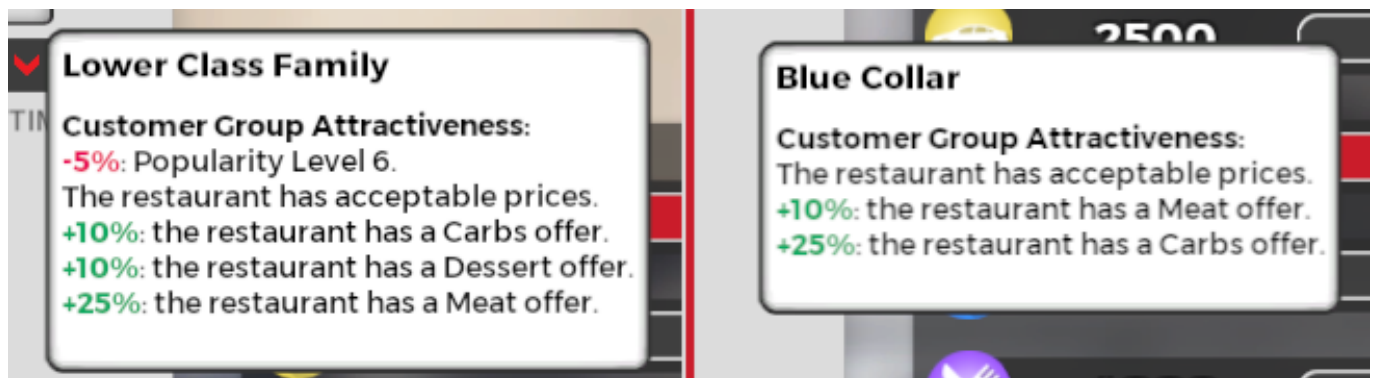 TIM
Lower Class Family
Customer Group Attractiveness:
-5%: Popularity Level 6.
The restaurant has acceptable prices.
+10%: the restaurant has a Carbs offer.
+10%: the restaurant has a Dessert offer.
+25%: the restaurant has a Meat offer.
2500
Blue Collar
Customer Group Attractiveness:
The restaurant has acceptable prices.
+10%: the restaurant has a Meat offer.
+25%: the restaurant has a Carbs offer.